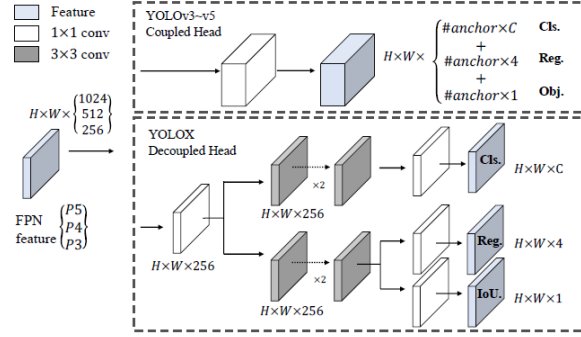 Feature
1×1 conv
3×3 conv
H×W×{1024
512
256
FPN
feature
P5
P4
P3
YOLOv3~v5
Coupled Head
H×W×
#anchor×C Cls.
+
#anchor×4 Reg.
+
#anchor×1 Obj.
YOLOX
Decoupled Head
H×W×256
×2
H×W×256
Cls.
H×W×C
×2
H×W×256
Reg.
H×W×4
IoU.
H×W×1